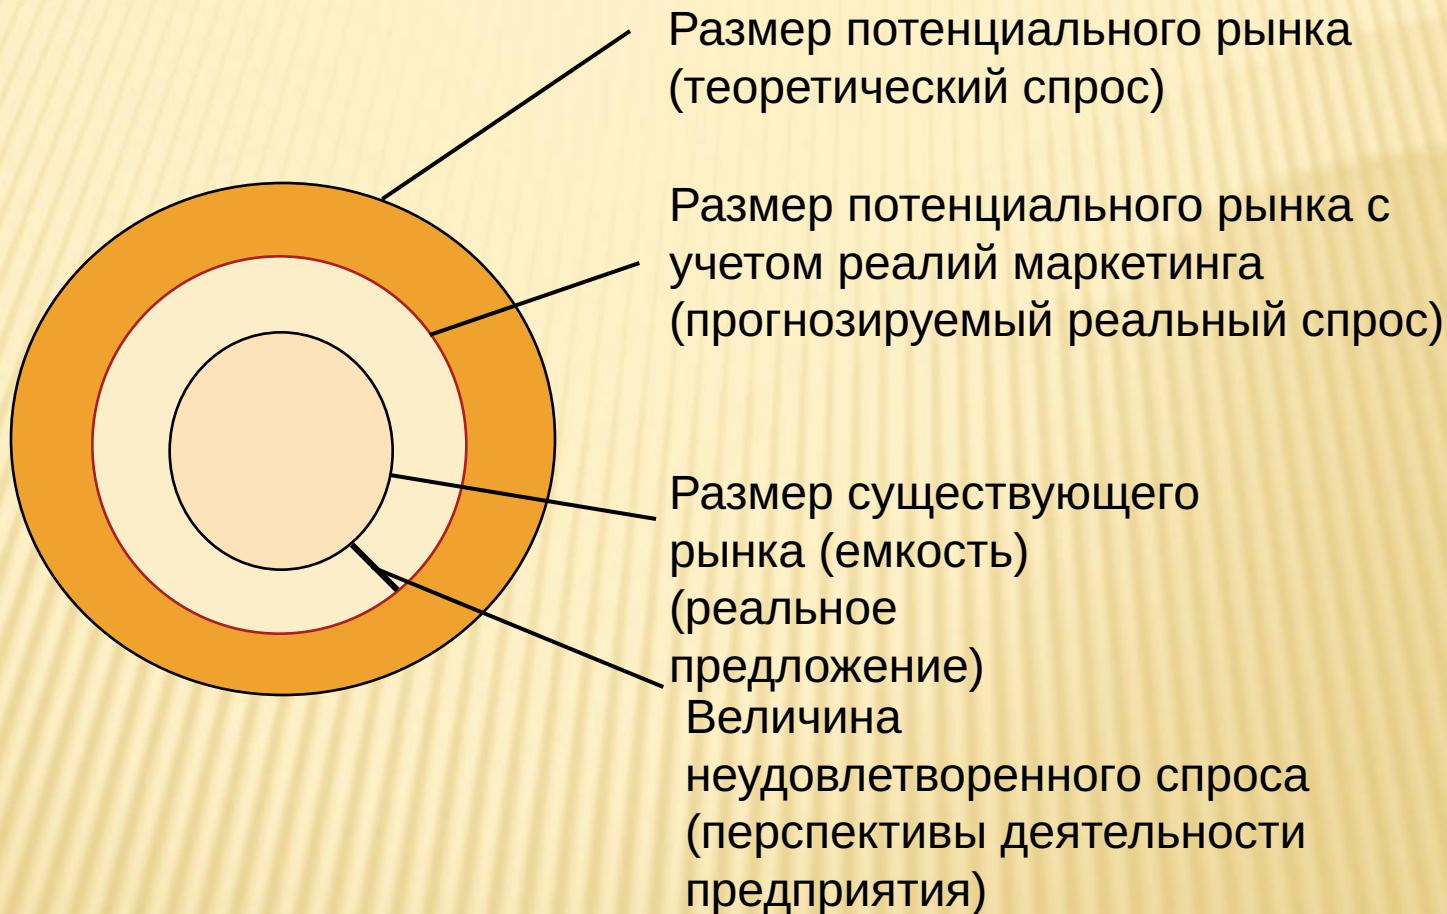 Размер потенциального рынка
(теоретический спрос)
Размер потенциального рынка с
учетом реалий маркетинга
(прогнозируемый реальный спрос)
Размер существующего
рынка (емкость)
(реальное
предложение)
Величина
неудовлетворенного спроса
(перспективы деятельности
предприятия)